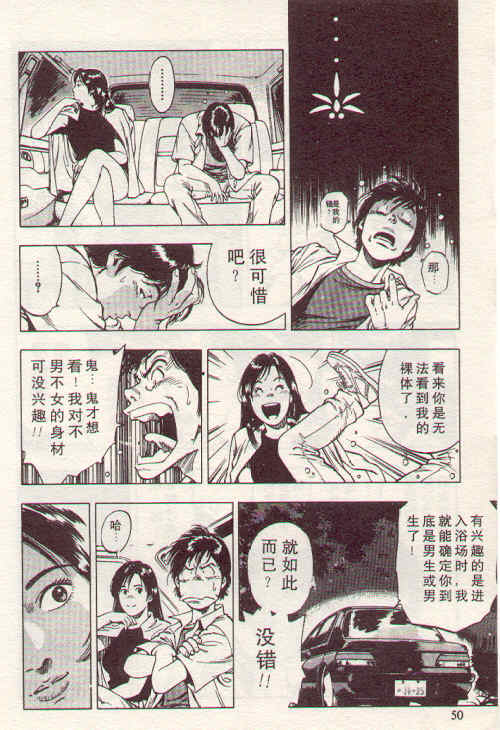 是我的
错？
那…
………
很可惜
吧？
……？
看来你是无
法看到我的
裸体了．
鬼…鬼才想
看！我对不
男不女的身材
可没兴趣!!
有兴趣的是进
入浴场时，我
就能确定你到
底是男生或男
生了！
就如此
而已？
没错!!
哈…
50